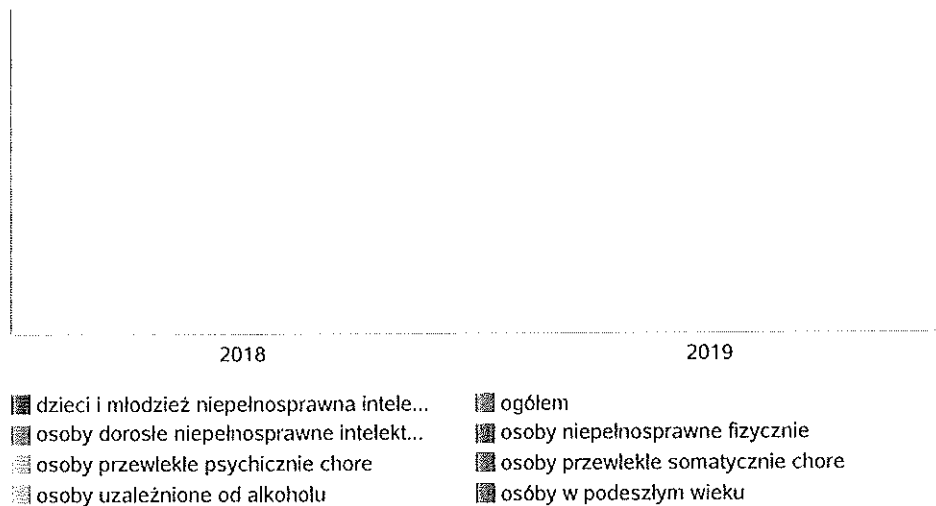 2018 2019
dzieci i młodzież niepełnosprawna intele... ogółem
osoby dorosłe niepełnosprawne intelekt... osoby niepełnosprawne fizycznie
osoby przewlekle psychicznie chore osoby przewlekle somatycznie chore
osoby uzależnione od alkoholu osóby w podeszłym wieku